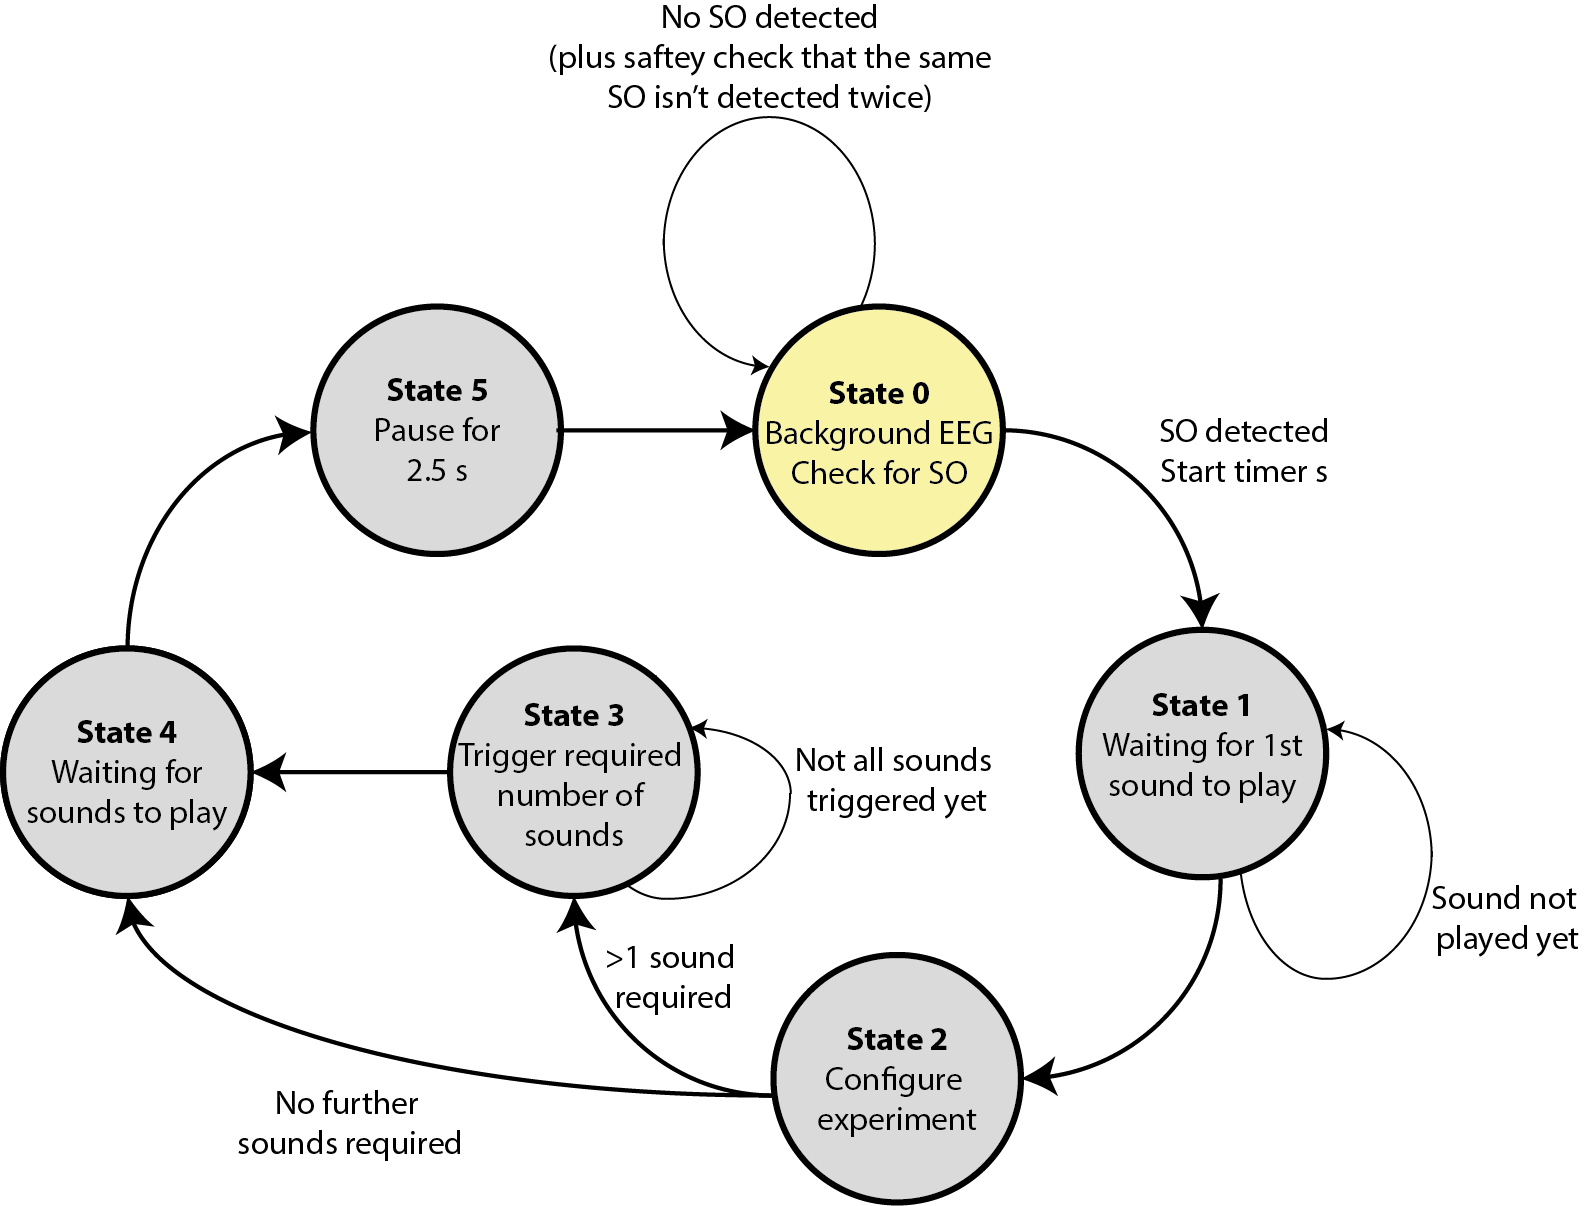 No SO detected
(plus saftey check that the same
SO isn't detected twice)
State 5
Pause for
2.5 s
State 0
Background EEG
Check for SO
SO detected
Start timer s
State 1
Waiting for 1st
sound to play
Sound not
played yet
State 4
Waiting for
sounds to play
State 3
Trigger required
number of
sounds
Not all sounds
triggered yet
>1 sound
required
State 2
Configure
experiment
No further
sounds required